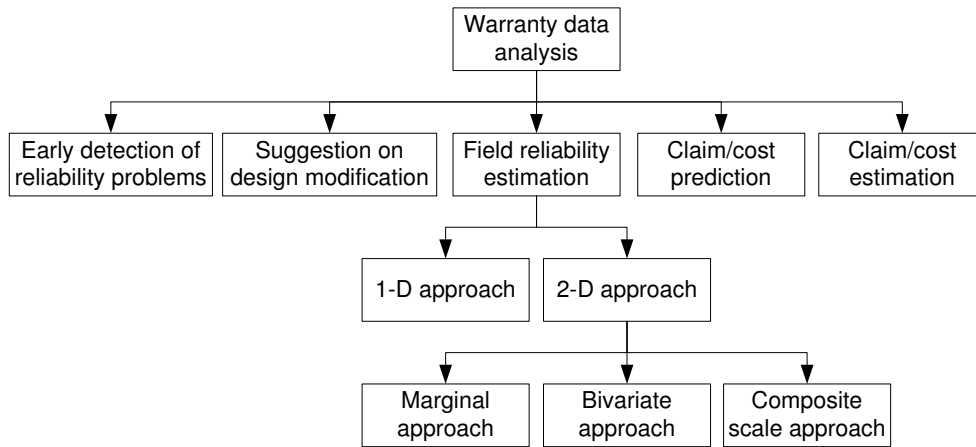 Warranty data
analysis
Early detection of
reliability problems
Suggestion on
design modification
Field reliability
estimation
Claim/cost
prediction
Claim/cost
estimation
1-D approach
2-D approach
Marginal
approach
Bivariate
approach
Composite
scale approach